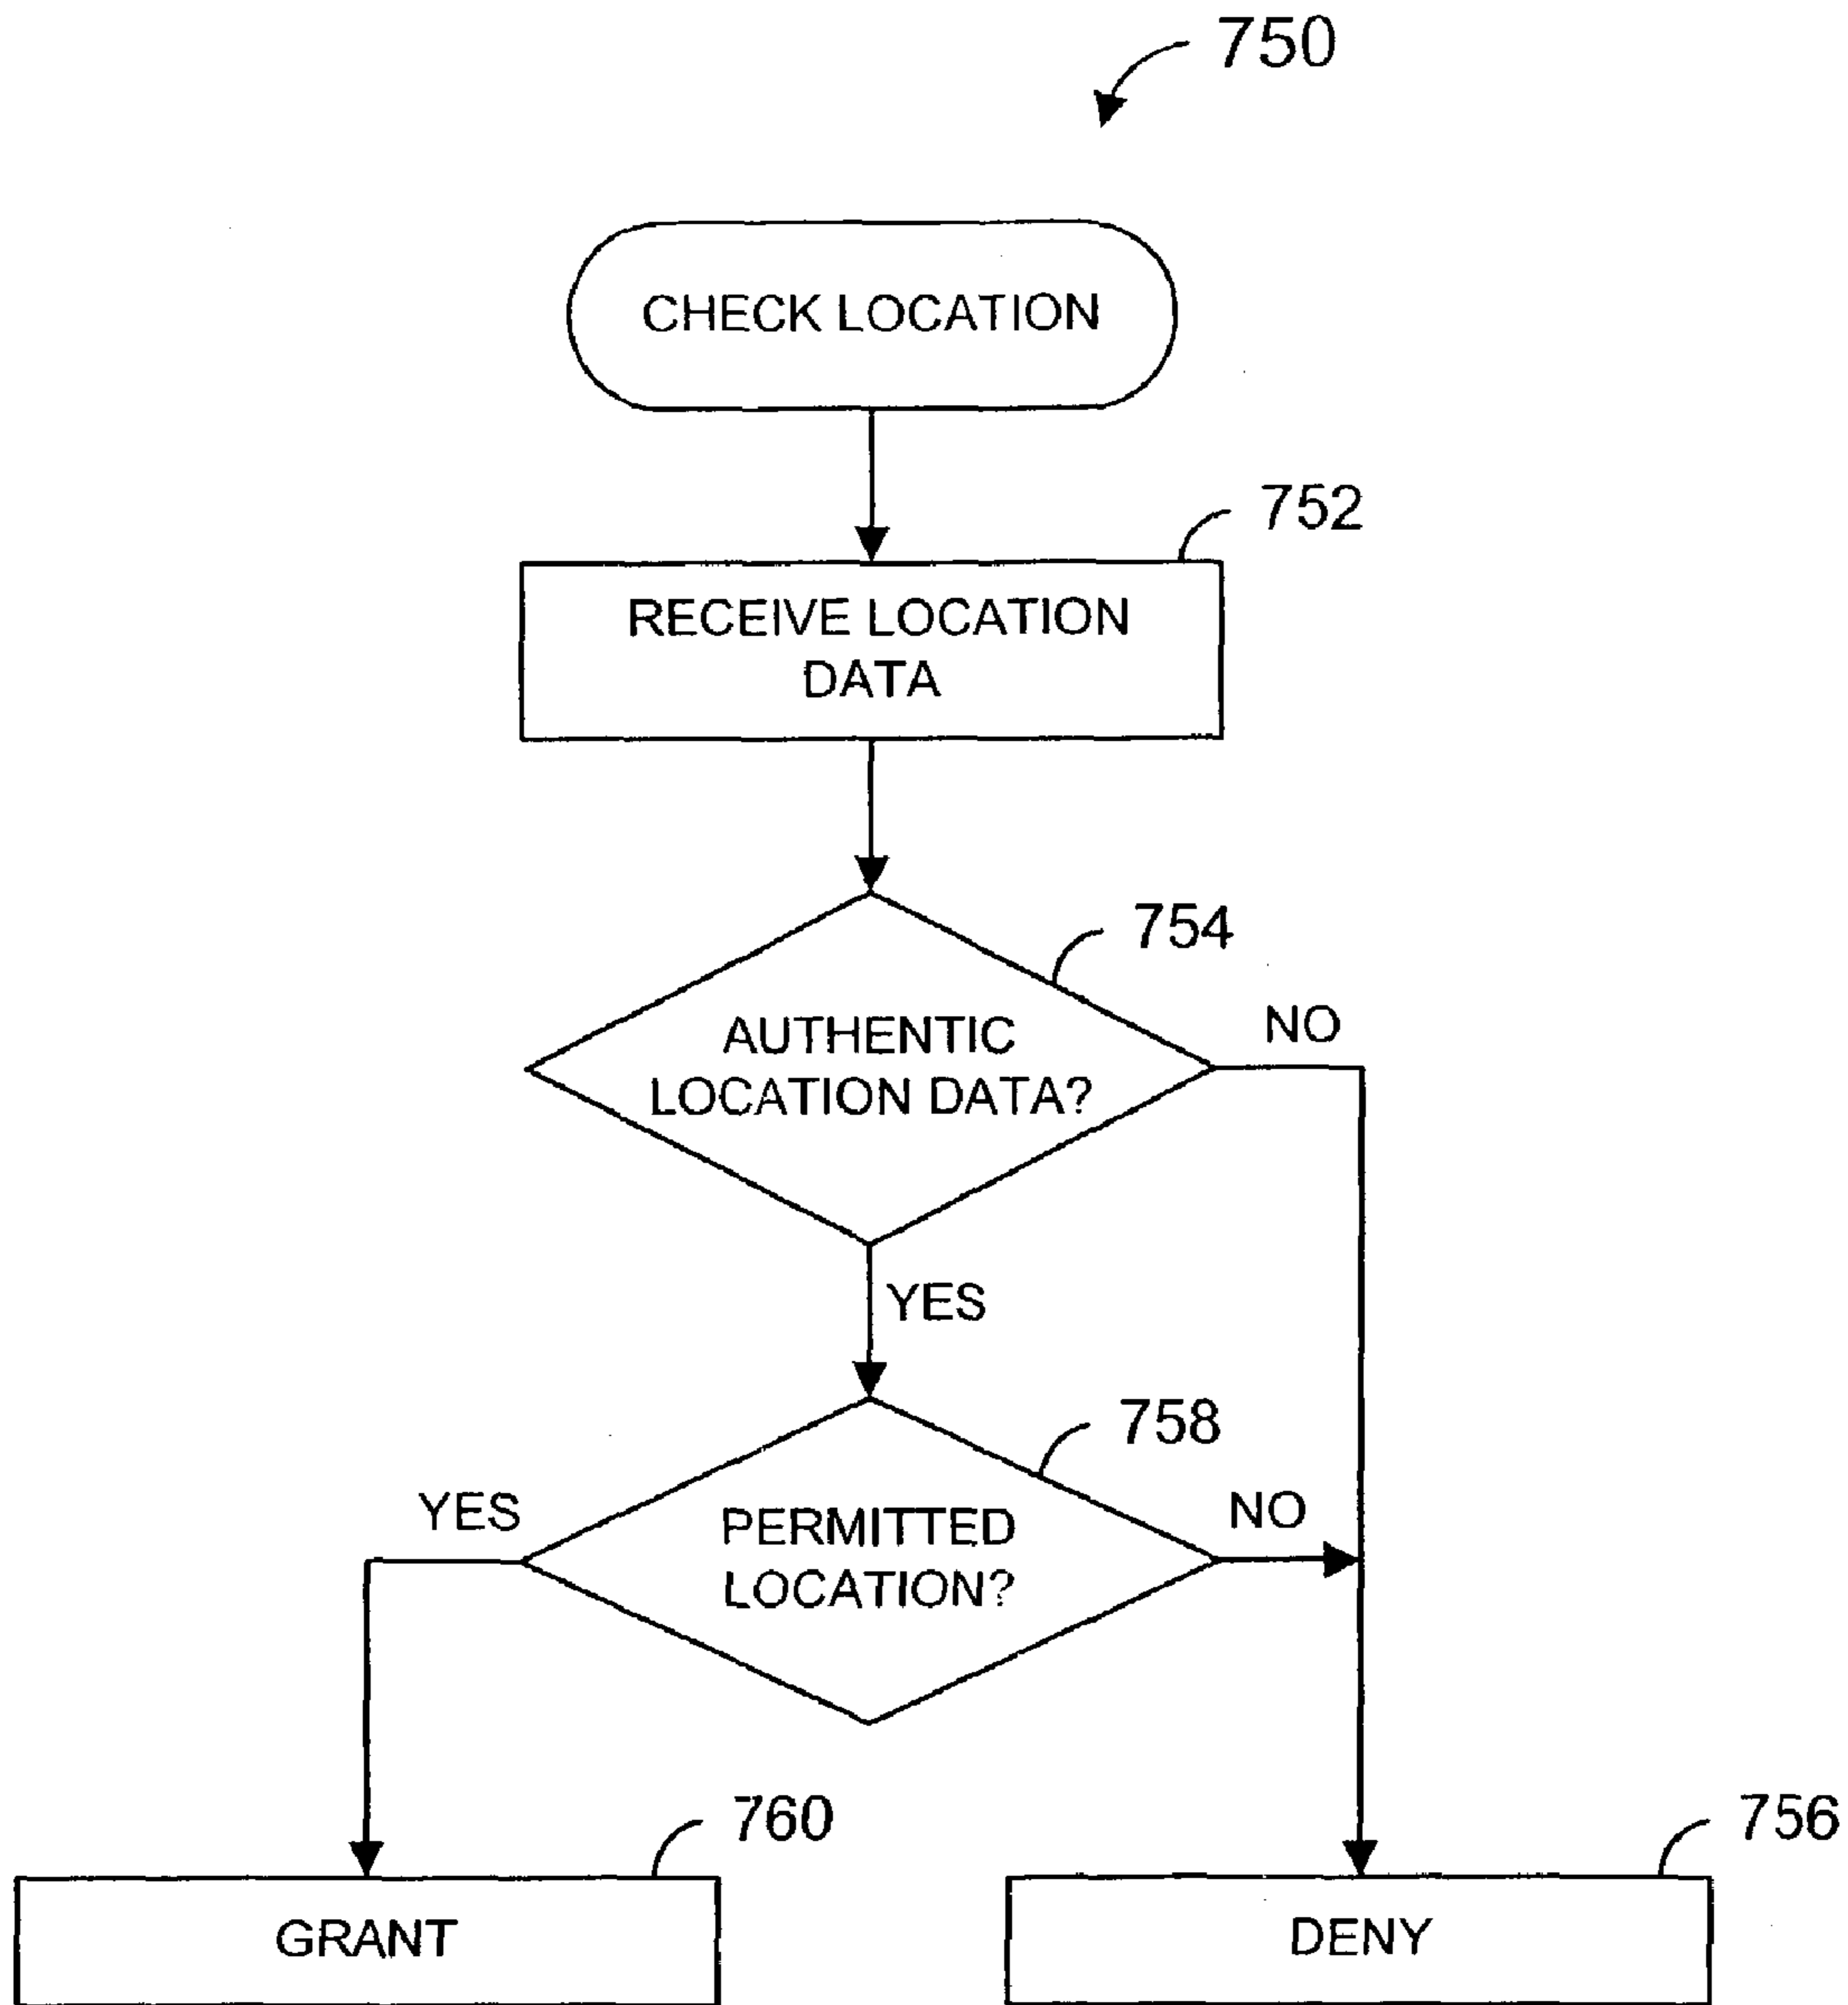 750
CHECK LOCATION
752
RECEIVE LOCATION
DATA
754
NO
AUTHENTIC
LOCATION DATA?
YES
758
YES
NO
PERMITTED
LOCATION?
760
756
GRANT
DENY